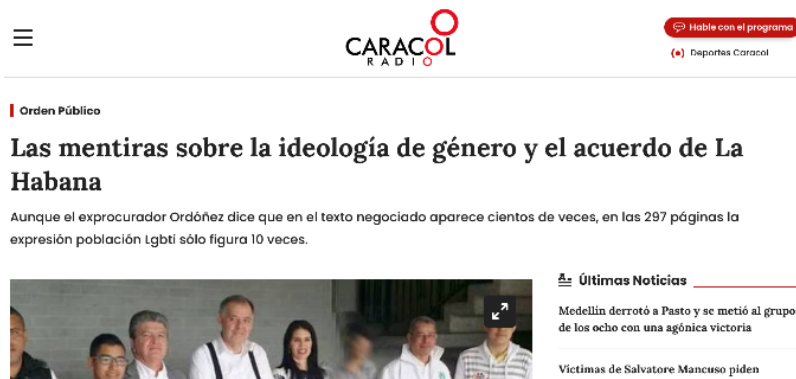 CARACOL
RADIO
Hable con el programa
Deportes Caracol
Orden Público
Las mentiras sobre la ideología de género y el acuerdo de La
Habana
Aunque el exprocurador Ordóñez dice que en el texto negociado aparece cientos de veces, en las 297 páginas la
expresión población Lgbti sólo figura 10 veces.
Últimas Noticias
Medellín derrotó a Pasto y se metió al grupo
de los ocho con una agónica victoria
Víctimas de Salvatore Mancuso piden